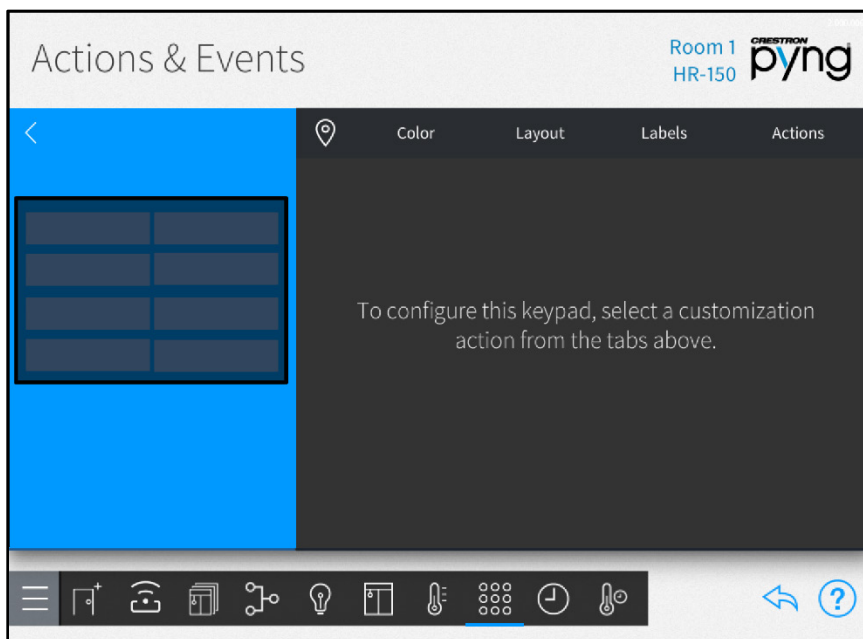 Actions & Events
Room 1
HR-150
CRESTRON
pyng
Color Layout Labels Actions
To configure this keypad, select a customization
action from the tabs above.
?